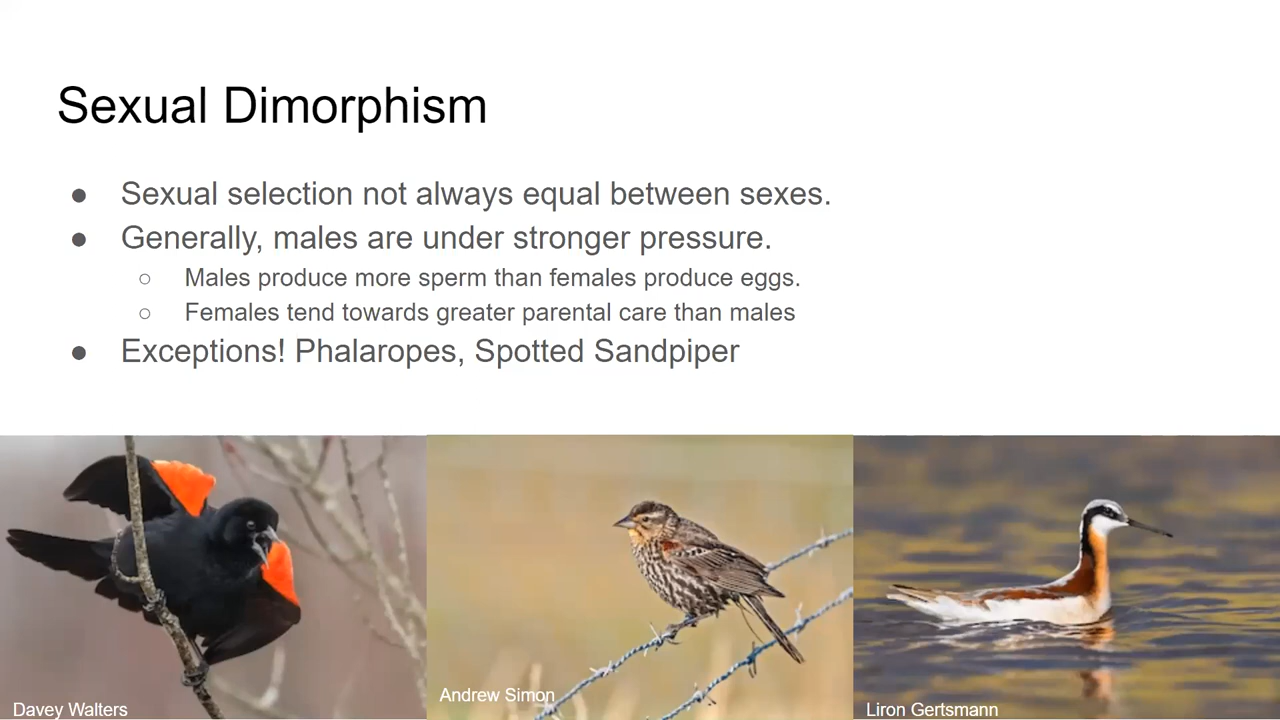 Sexual Dimorphism
● Sexual selection not always equal between sexes.
● Generally, males are under stronger pressure.
○ Males produce more sperm than females produce eggs.
○ Females tend towards greater parental care than males
● Exceptions! Phalaropes, Spotted Sandpiper
Davey Walters
Andrew Simon
Liron Gertsmann